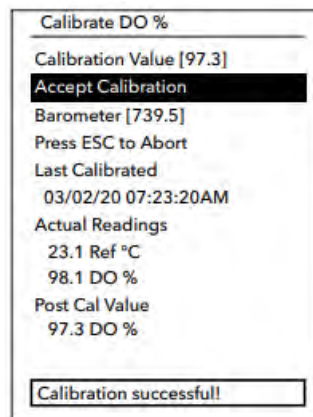 Calibrate DO %
Calibration Value [97.3]
Accept Calibration
Barometer [739.5]
Press ESC to Abort
Last Calibrated
03/02/20 07:23:20AM
Actual Readings
23.1 Ref °C
98.1 DO %
Post Cal Value
97.3 DO %
Calibration successful!